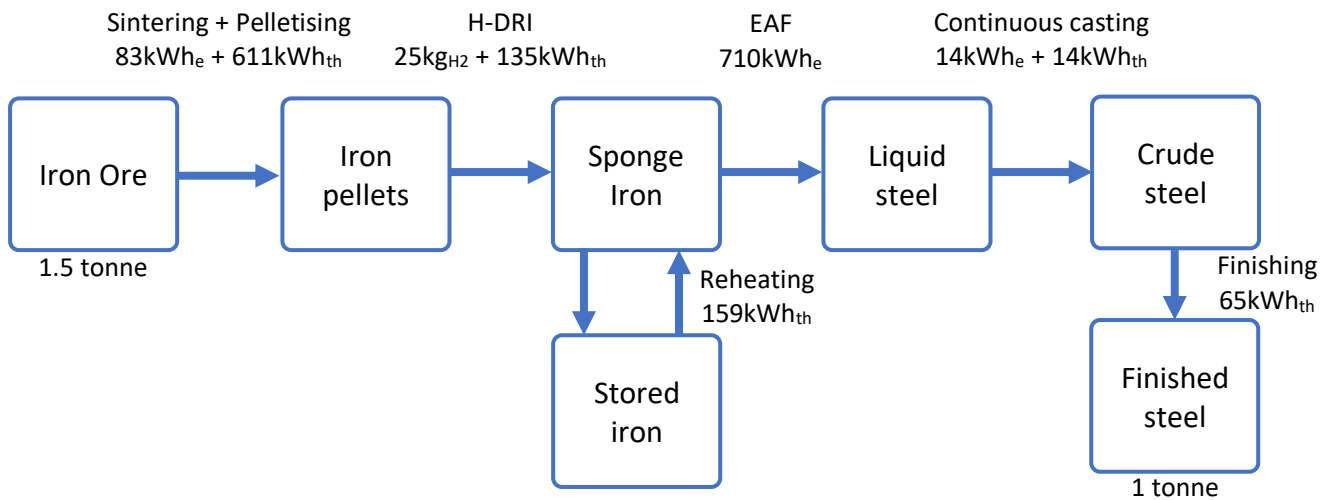 Sintering + Pelletising
83kWhe + 611kWhth
H-DRI
25kgH2 + 135kWhth
EAF
710kWhe
Continuous casting
14kWhe + 14kWhth
Iron Ore
Iron
pellets
Sponge
Iron
Liquid
steel
Crude
steel
1.5 tonne
Reheating
159kWhth
Finishing
65kWhth
Stored
iron
Finished
steel
1 tonne